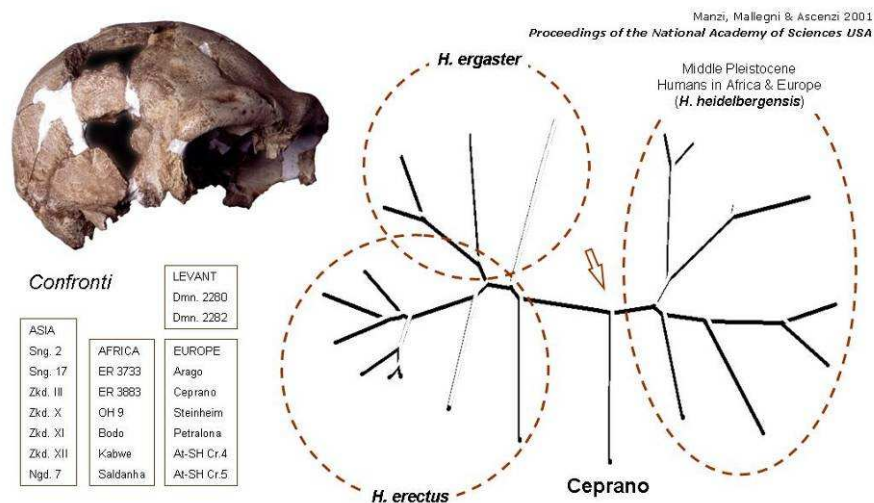 Manzi, Mallegni & Ascenzi 2001
Proceedings of the National Academy of Sciences USA
H. ergaster
Middle Pleistocene
Humans in Africa & Europe
(H. heidelbergensis)
Confronti
LEVANT
Dmn. 2280
Dmn. 2282
ASIA
Sng. 2
Sng. 17
Zkd. III
Zkd. X
Zkd. XI
Zkd. XII
Ngd. 7
AFRICA
ER 3733
ER 3883
OH 9
Bodo
Kabwe
Saldanha
EUROPE
Arago
Ceprano
Steinheim
Petralona
At-SH Cr.4
At-SH Cr.5
H. erectus
Ceprano